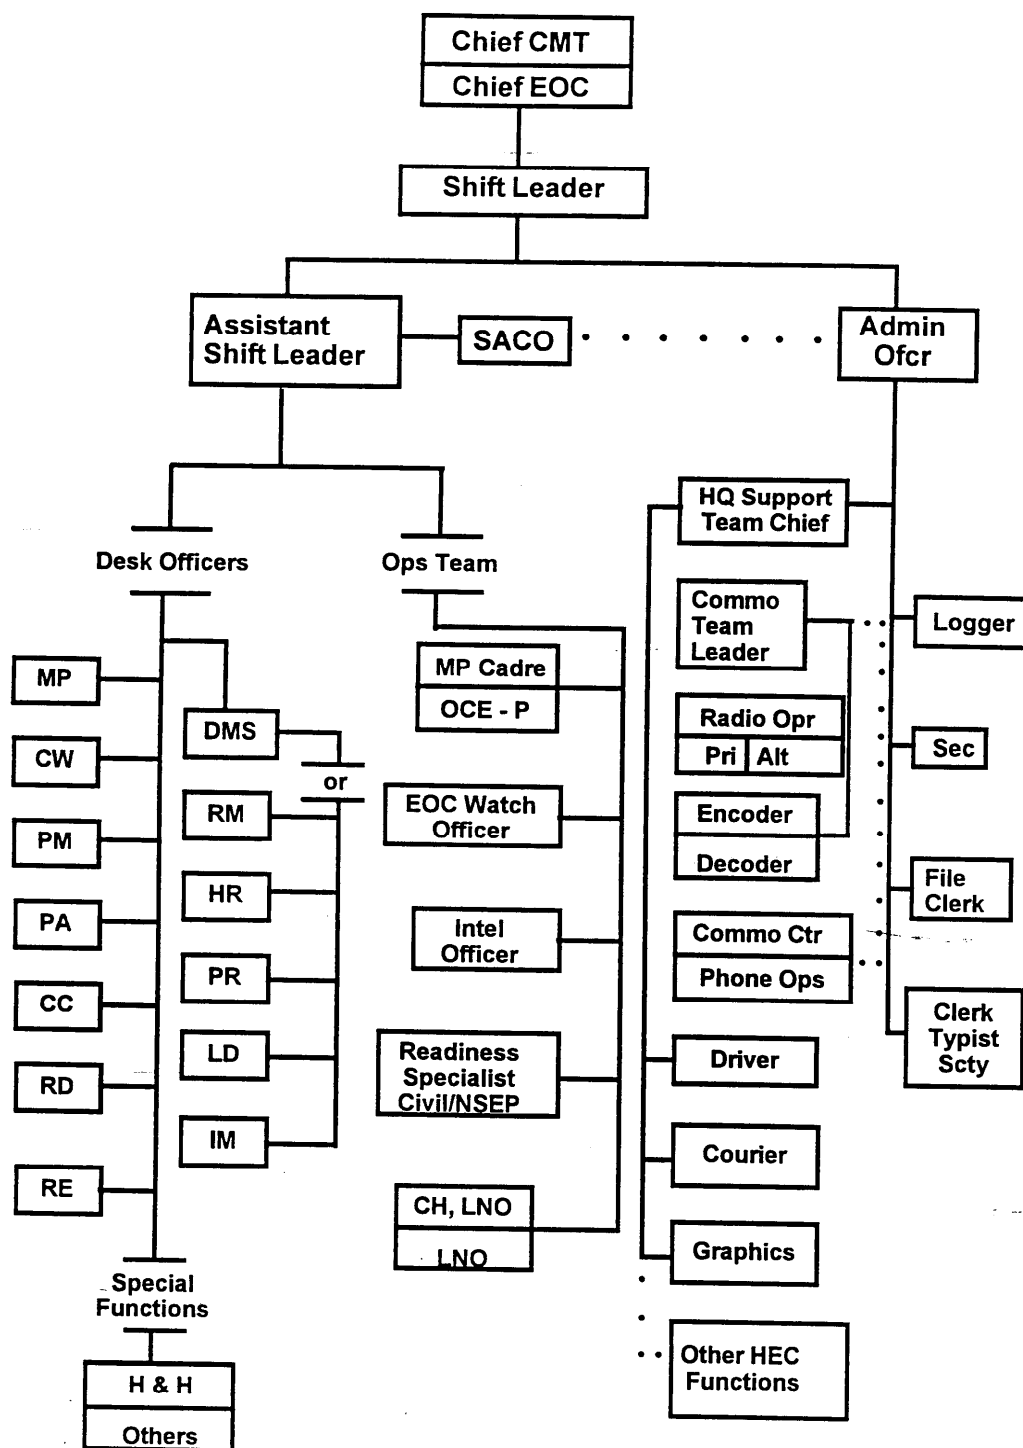 Chief CMT
Chief EOC
Shift Leader
Assistant
Shift Leader
SACO
Admin
Ofcr
Desk Officers
MP
CW
PM
PA
CC
RD
RE
DMS
or
RM
HR
PR
LD
IM
Special
Functions
H & H
Others
Ops Team
MP Cadre
OCE - P
EOC Watch
Officer
Intel
Officer
Readiness
Specialist
Civil/NSEP
CH, LNO
LNO
HQ Support
Team Chief
Commo
Team
Leader
Radio Opr
Pri Alt
Encoder
Decoder
Commo Ctr
Phone Ops
Driver
Courier
Graphics
Other HEC
Functions
Logger
Sec
File
Clerk
Clerk
Typist
Scty